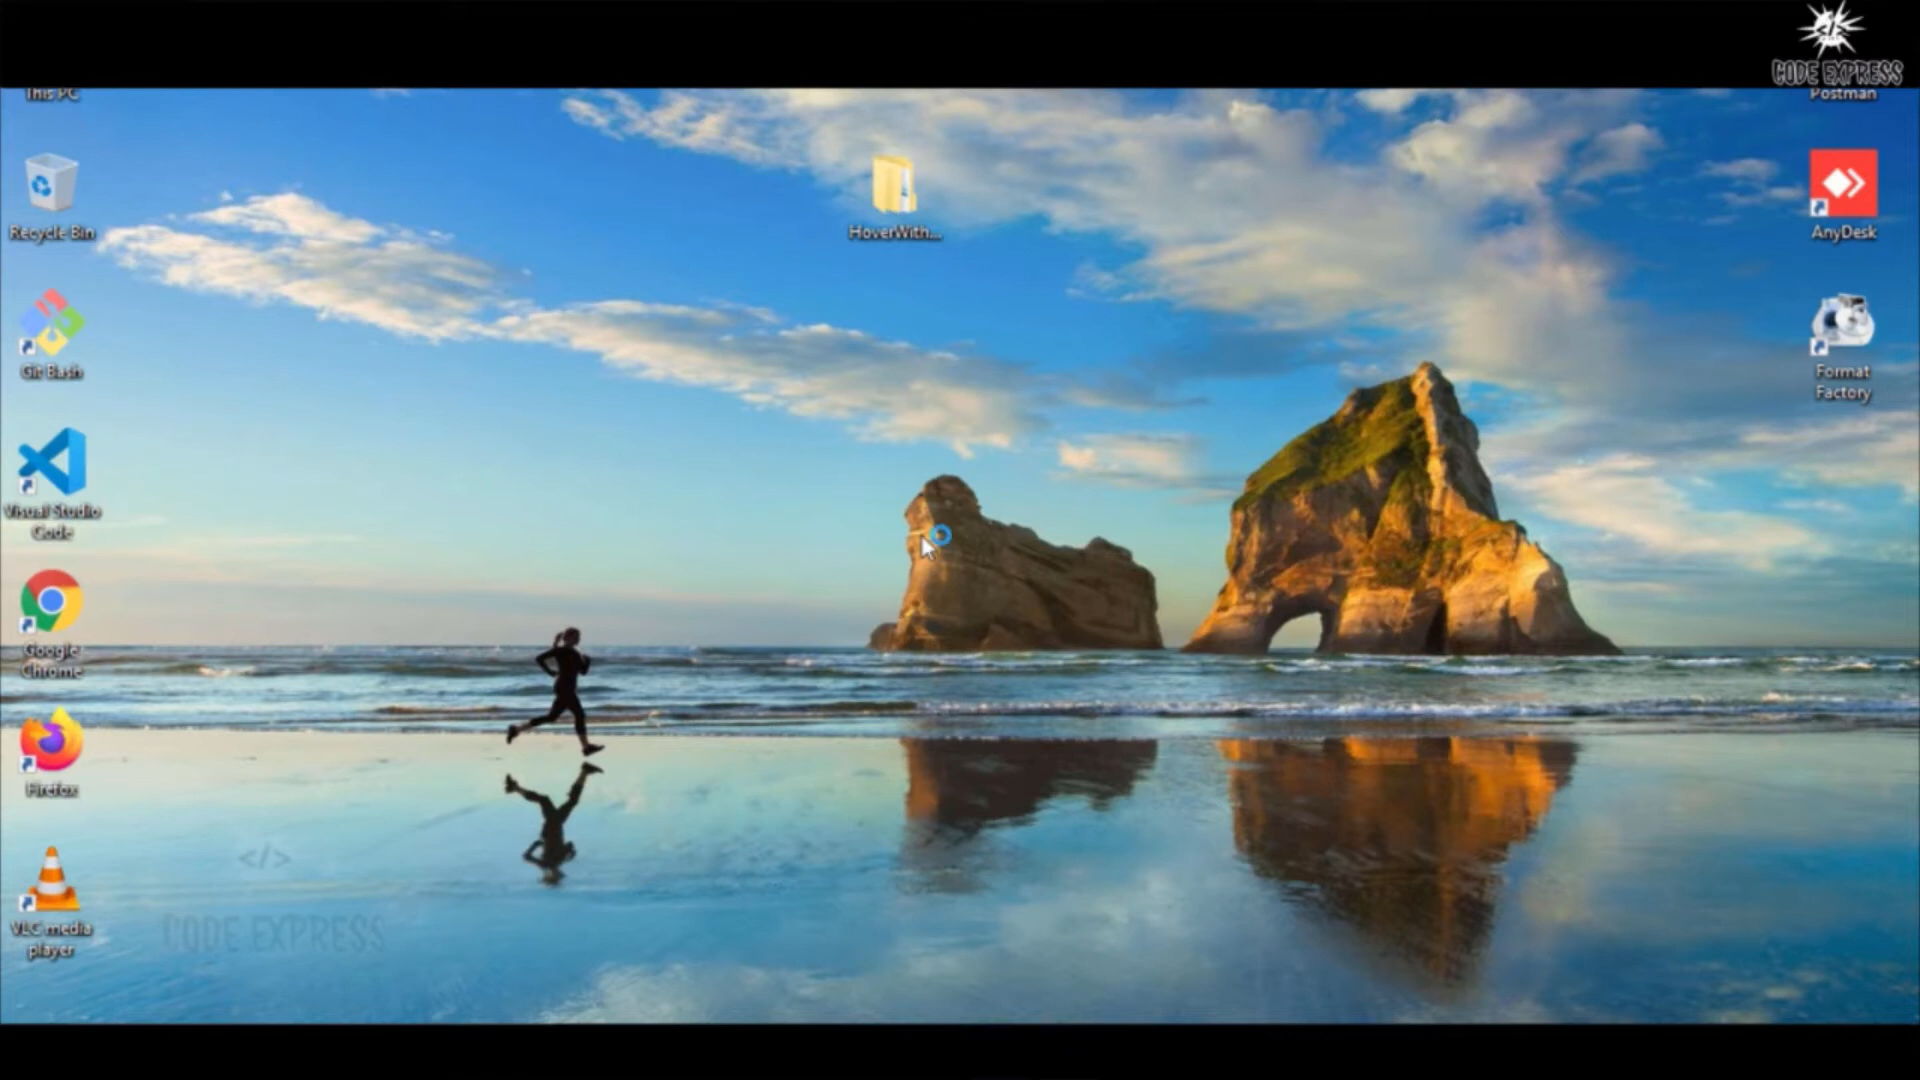 CODE EXPRESS
This PC
Postman
Recycle Bin
HoverWith...
AnyDesk
Git Bash
Format
Factory
Visual Studio
Code
Google
Chrome
Firefox
VLC media
player
</>
CODE EXPRESS